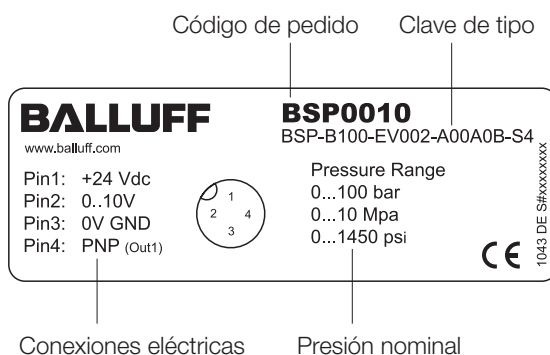 Código de pedido
Clave de tipo
BALLUFF
www.balluff.com
BSP0010
BSP-B100-EV002-A00A0B-S4
Pin1: +24 Vdc
Pin2: 0..10V
Pin3: 0V GND
Pin4: PNP (Out1)
1
2 4
3
Pressure Range
0...100 bar
0...10 Mpa
0...1450 psi
CE
1043 DE S#xxxxxxxx
Conexiones eléctricas
Presión nominal